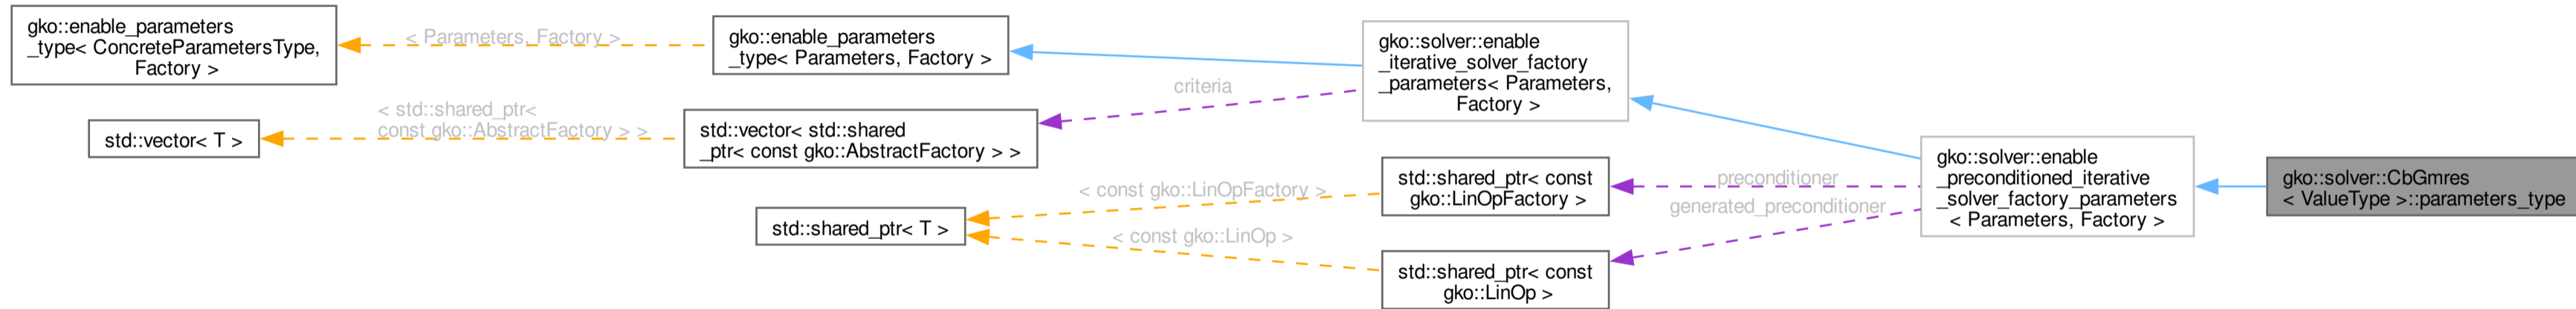 gko::enable_parameters
_type< ConcreteParametersType,
Factory >
< Parameters, Factory >
gko::enable_parameters
_type< Parameters, Factory >
gko::solver::enable
_iterative_solver_factory
_parameters< Parameters,
Factory >
criteria
std::vector< T >
< std::shared_ptr<
const gko::AbstractFactory > >
std::vector< std::shared
_ptr< const gko::AbstractFactory > >
gko::solver::enable
_preconditioned_iterative
_solver_factory_parameters
< Parameters, Factory >
preconditioner
generated_preconditioner
gko::solver::CbGmres
< ValueType >::parameters_type
std::shared_ptr< const
gko::LinOpFactory >
< const gko::LinOpFactory >
std::shared_ptr< T >
< const gko::LinOp >
std::shared_ptr< const
gko::LinOp >